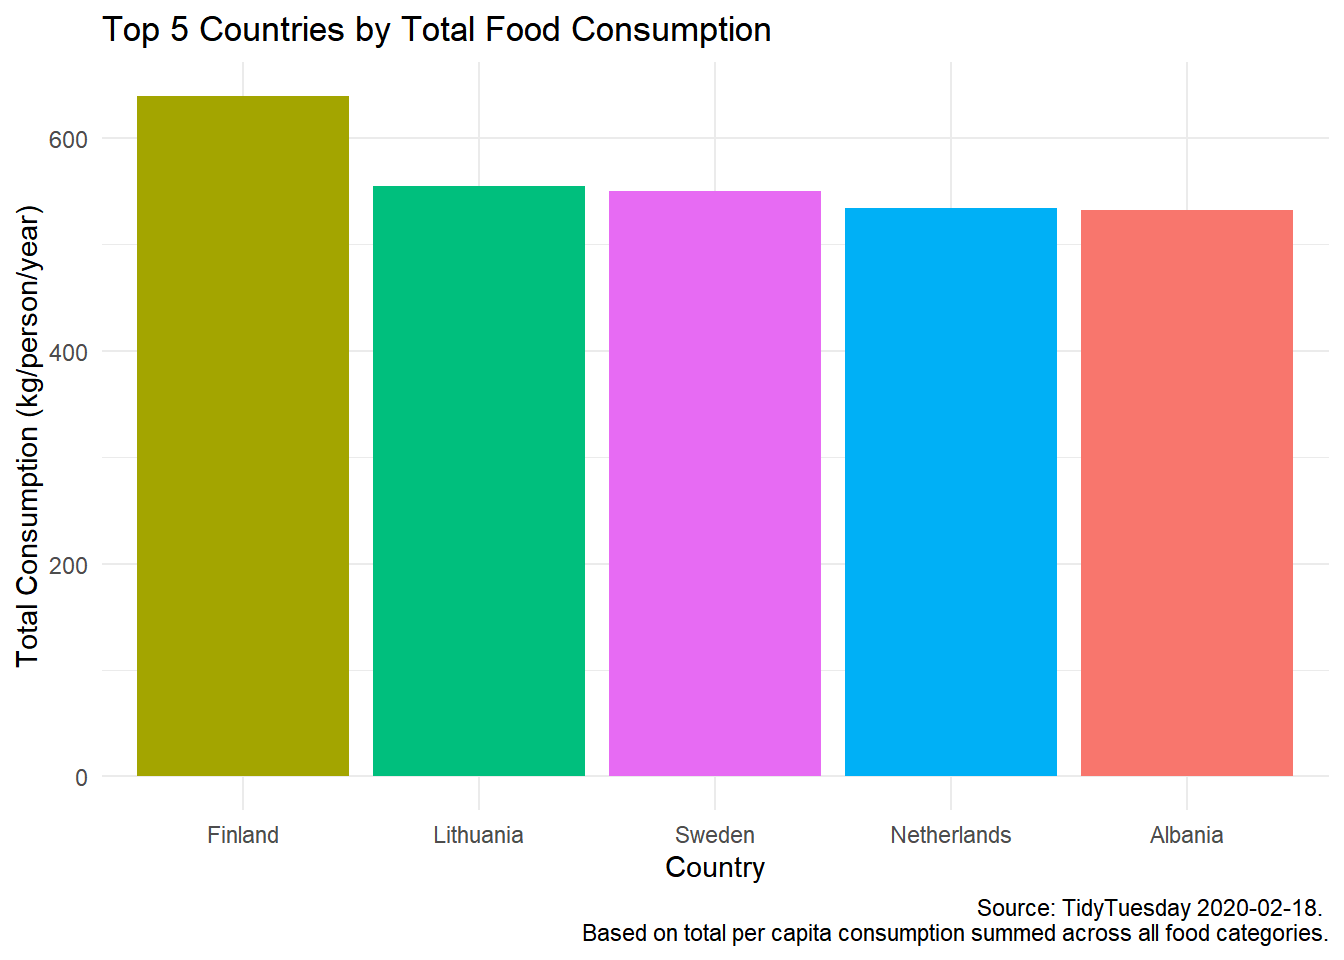 Top 5 Countries by Total Food Consumption
Total Consumption (kg/person/year)
600
400
200
0
Finland
Lithuania
Sweden
Netherlands
Albania
Country
Source: TidyTuesday 2020-02-18.
Based on total per capita consumption summed across all food categories.